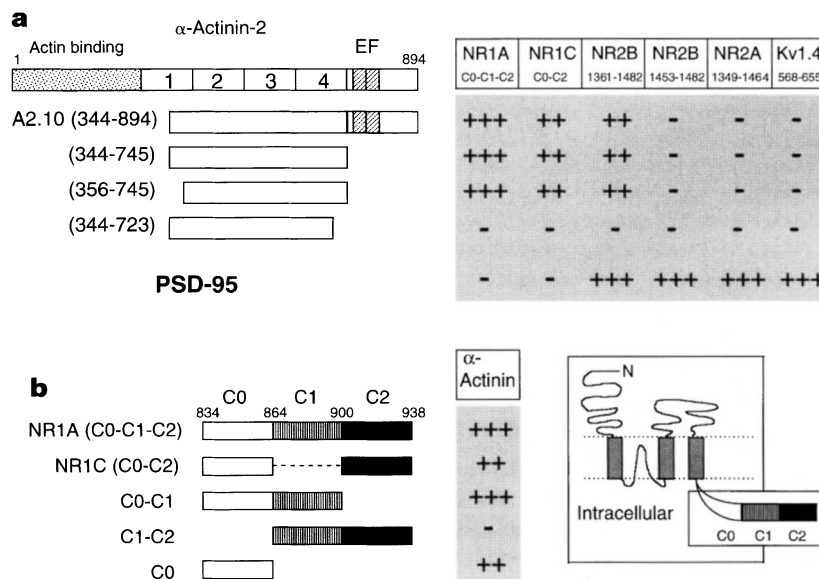 a
α-Actinin-2
Actin binding
EF
1
894
1 2 3 4
A2.10 (344-894)
(344-745)
(356-745)
(344-723)
PSD-95
NR1A NR1C NR2B NR2B NR2A Kv1.4
C0-C1-C2 C0-C2 1361-1482 1453-1482 1349-1464 568-655
+++ ++ ++ - - -
+++ ++ ++ - - -
+++ ++ ++ - - -
- - - - - -
- - +++ +++ +++ +++
b
C0 C1 C2
834 864 900 938
NR1A (C0-C1-C2)
NR1C (C0-C2)
C0-C1
C1-C2
C0
α-
Actinin
+++
++
+++
-
++
N
Intracellular
C0 C1 C2